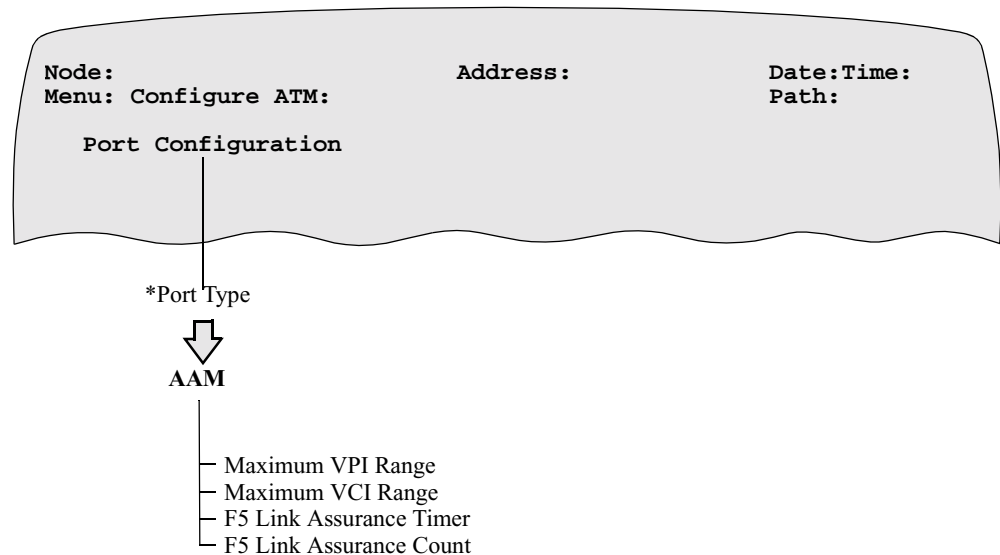 Node: Address: Date:Time:
Menu: Configure ATM: Path:
Port Configuration
*Port Type
AAM
Maximum VPI Range
Maximum VCI Range
F5 Link Assurance Timer
F5 Link Assurance Count